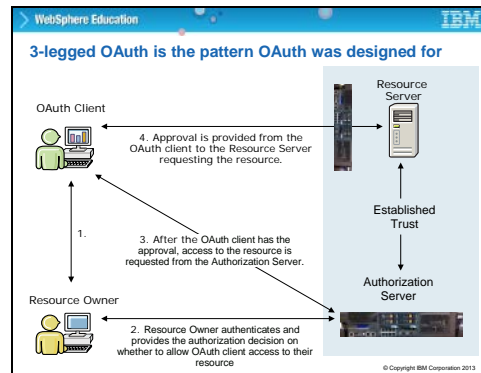 WebSphere Education
IBM
3-legged OAuth is the pattern OAuth was designed for
Resource
Server
OAuth Client
4. Approval is provided from the
OAuth client to the Resource Server
requesting the resource.
1.
3. After the OAuth client has the
approval, access to the resource is
requested from the Authorization Server.
Established
Trust
Authorization
Server
Resource Owner
2. Resource Owner authenticates and
provides the authorization decision on
whether to allow OAuth client access to their
resource
© Copyright IBM Corporation 2013